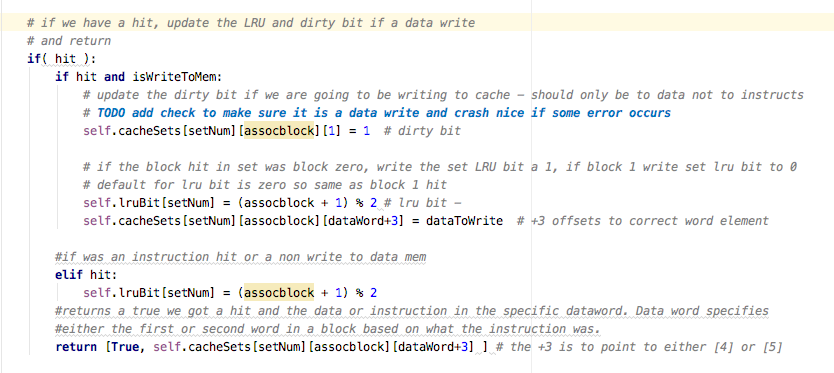 # if we have a hit, update the LRU and dirty bit if a data write
# and return
if( hit ):
if hit and isWriteToMem:
# update the dirty bit if we are going to be writing to cache – should only be to data not to instructs
# TODO add check to make sure it is a data write and crash nice if some error occurs
self.cacheSets[setNum][assocblock][1] = 1  # dirty bit
# if the block hit in set was block zero, write the set LRU bit a 1, if block 1 write set lru bit to 0
# default for lru bit is zero so same as block 1 hit
self.lruBit[setNum] = (assocblock + 1) % 2 # lru bit –
self.cacheSets[setNum][assocblock][dataWord+3] = dataToWrite  # +3 offsets to correct word element
#if was an instruction hit or a non write to data mem
elif hit:
self.lruBit[setNum] = (assocblock + 1) % 2
#returns a true we got a hit and the data or instruction in the specific dataword. Data word specifies
#either the first or second word in a block based on what the instruction was.
return [True, self.cacheSets[setNum][assocblock][dataWord+3] ] # the +3 is to point to either [4] or [5]